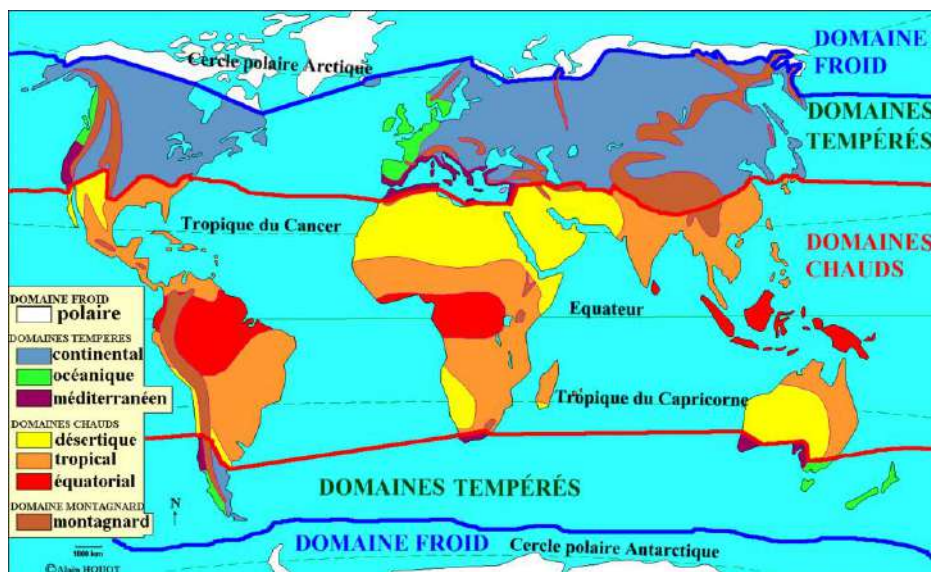 DOMAINE
FROID
Cercle polaire Arctique
DOMAINES
TEMPÉRÉS
Tropique du Cancer
DOMAINES
CHAUDS
Equateur
Tropique du Capricorne
DOMAINE FROID
polaire
DOMAINES TEMPERES
continental
océanique
méditerranéen
DOMAINES CHAUDS
désertique
tropical
équatorial
DOMAINE MONTAGNARD
montagnard
N
1000 km
©Alain HOUOT
DOMAINES TEMPÉRÉS
DOMAINE FROID
Cercle polaire Antarctique